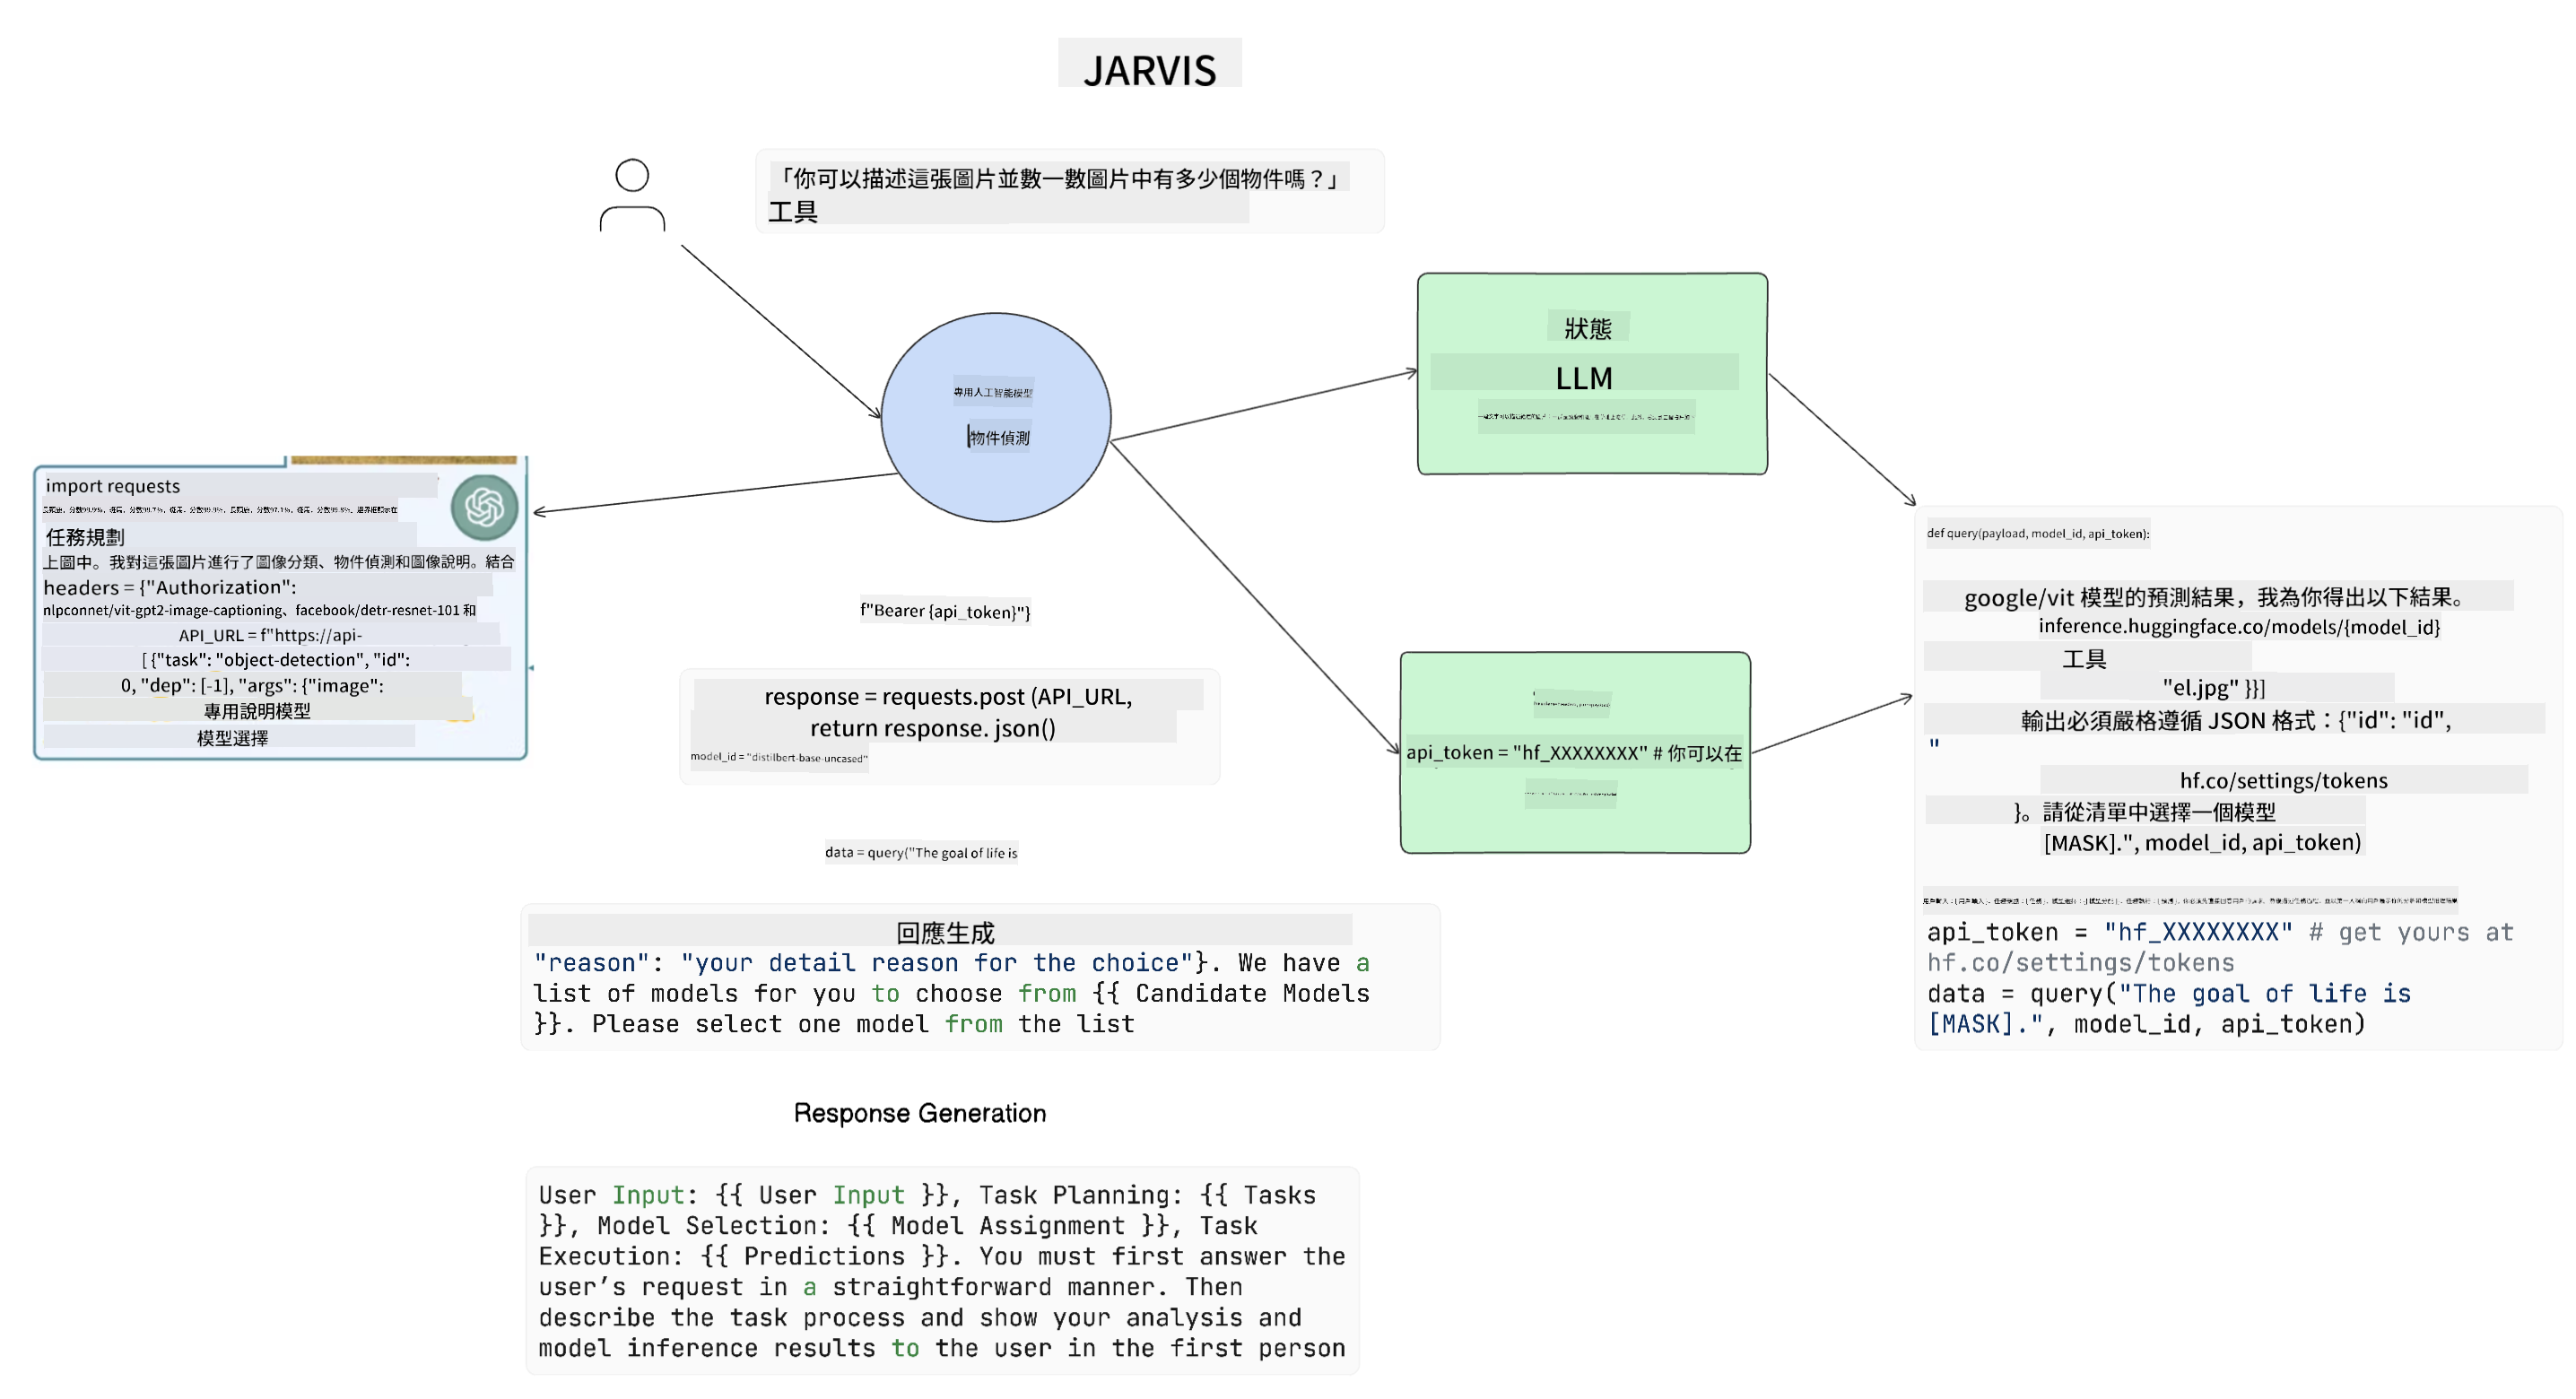 JARVIS
「你可以描述這張圖片並數一數圖片中有多少個物件嗎？」
工具
狀態
LLM
專用人工智能模型
物件偵測
import requests
任務規劃
上圖中。我對這張圖片進行了圖像分類、物件偵測和圖像說明。結合
headers = {"Authorization":
nlpconnet/vit-gpt2-image-captioning、facebook/detr-resnet-101 和
API_URL = f"https://api-
[ {"task": "object-detection", "id":
0, "dep": [-1], "args": {"image":
專用說明模型
模型選擇
f"Bearer {api_token}"}
response = requests.post (API_URL,
return response. json()
model_id = "distilbert-base-uncased"
api_token = "hf_XXXXXXXX" # 你可以在
def query(payload, model_id, api_token):
google/vit 模型的預測結果，我為你得出以下結果。
inference.huggingface.co/models/{model_id}
工具
"el.jpg" }}]
輸出必須嚴格遵循 JSON 格式：{"id": "id",
"
hf.co/settings/tokens
}。請從清單中選擇一個模型
[MASK].", model_id, api_token)
api_token = "hf_XXXXXXXX" # get yours at
hf.co/settings/tokens
data = query("The goal of life is
[MASK].", model_id, api_token)
data = query("The goal of life is
回應生成
"reason": "your detail reason for the choice"}. We have a
list of models for you to choose from {{ Candidate Models
}}. Please select one model from the list
Response Generation
User Input: {{ User Input }}, Task Planning: {{ Tasks
}}, Model Selection: {{ Model Assignment }}, Task
Execution: {{ Predictions }}. You must first answer the
user’s request in a straightforward manner. Then
describe the task process and show your analysis and
model inference results to the user in the first person